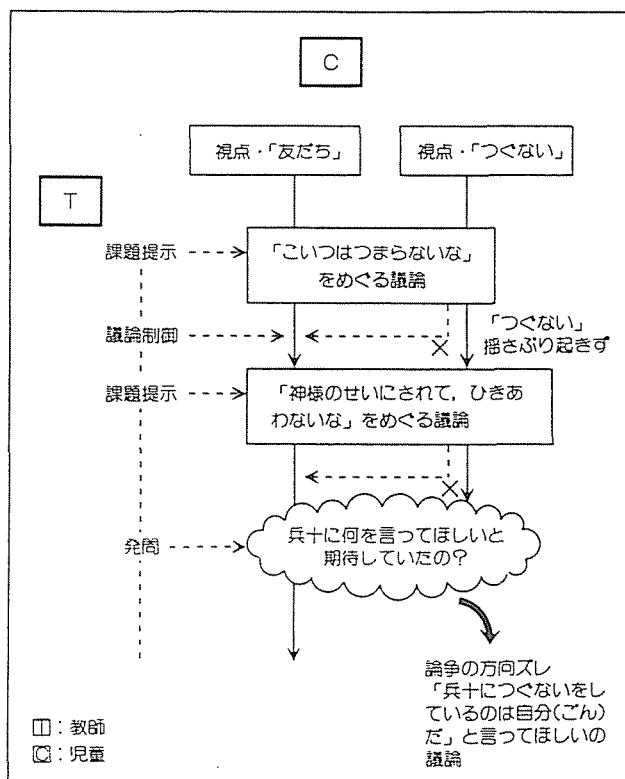 C
視点・「友だち」
視点・「つぐない」
T
課題提示
「こいつはつまらないな」
をめぐる議論
議論制御
「つぐない」
揺さぶり起きず
課題提示
「神様のせいにされて，ひきあ
わないな」をめぐる議論
発問
兵十に何を言ってほしいと
期待していたの？
論争の方向ズレ
「兵十につぐないをし
ているのは自分(ごん)
だ」と言ってほしいの
議論
T：教師
C：児童